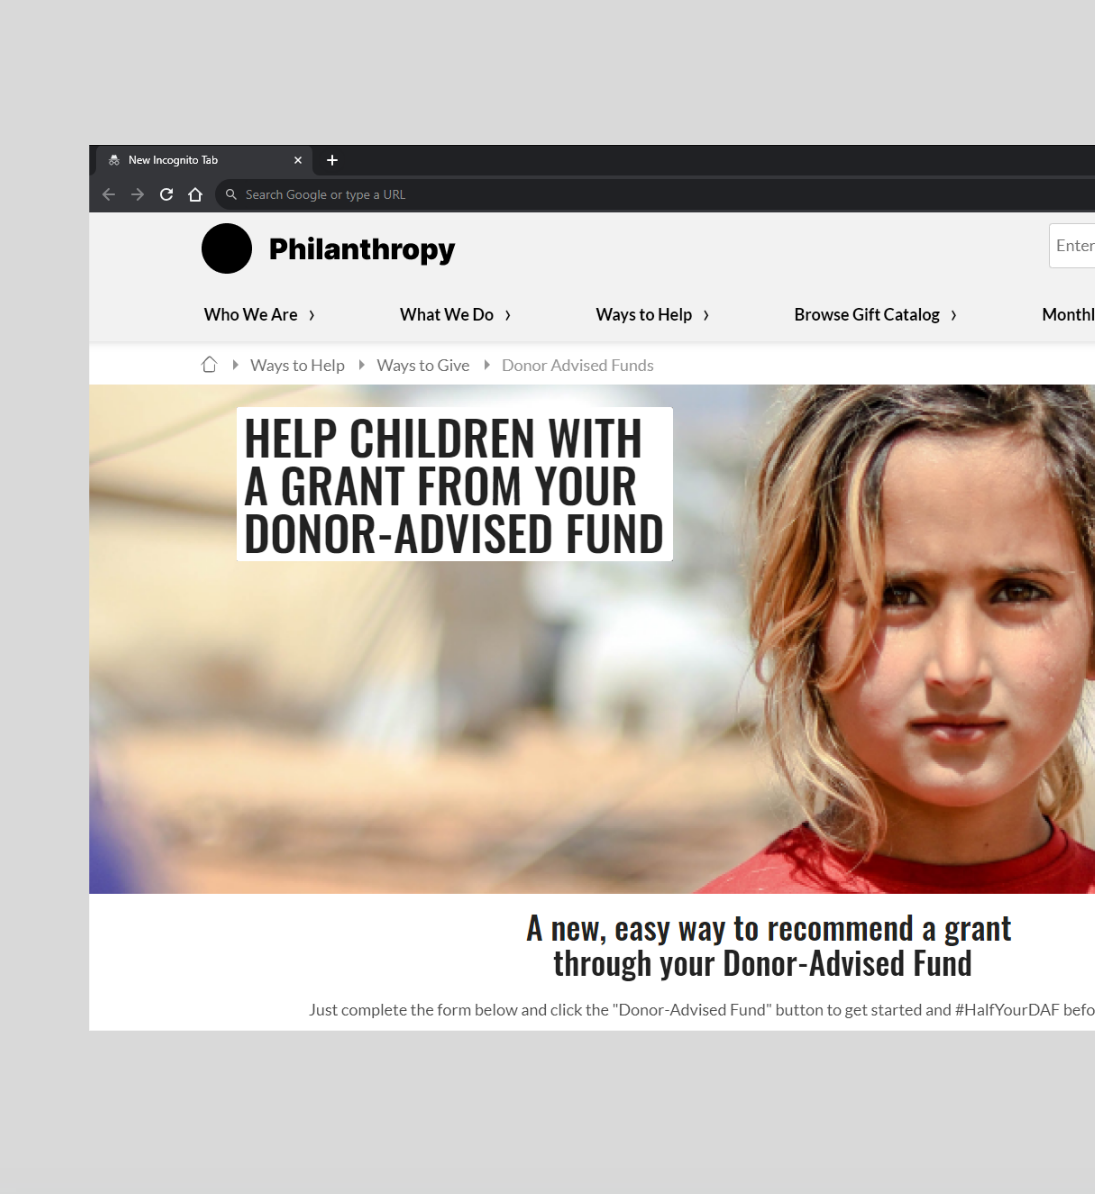 New Incognito Tab
Search Google or type a URL
Philanthropy
Enter
Who We Are
What We Do
Ways to Help
Browse Gift Catalog
Monthl
Ways to Help
Ways to Give
Donor Advised Funds
HELP CHILDREN WITH
A GRANT FROM YOUR
DONOR-ADVISED FUND
A new, easy way to recommend a grant
through your Donor-Advised Fund
Just complete the form below and click the "Donor-Advised Fund" button to get started and #HalfYourDAF befo